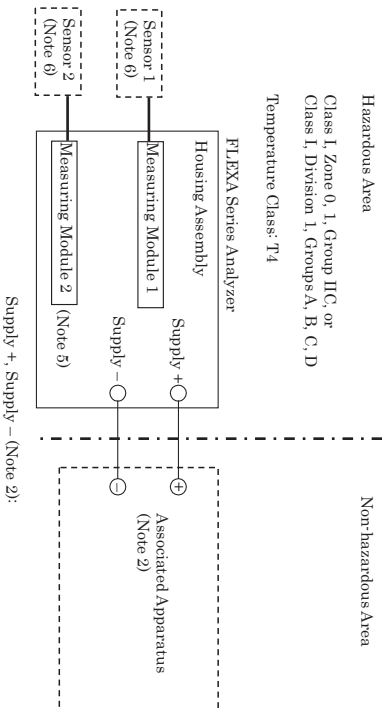 Hazardous Area
Non-hazardous Area
Class I, Zone 0, 1, Group IIC, or
Class I, Division 1, Groups A, B, C, D
Temperature Class: T4
FLEXA Series Analyzer
Housing Assembly
Sensor 1
(Note 6)
Measuring Module 1
Supply +
+
Associated Apparatus
(Note 2)
Sensor 2
(Note 6)
Measuring Module 2
(Note 5)
Supply –
–
Supply +, Supply – (Note 2):